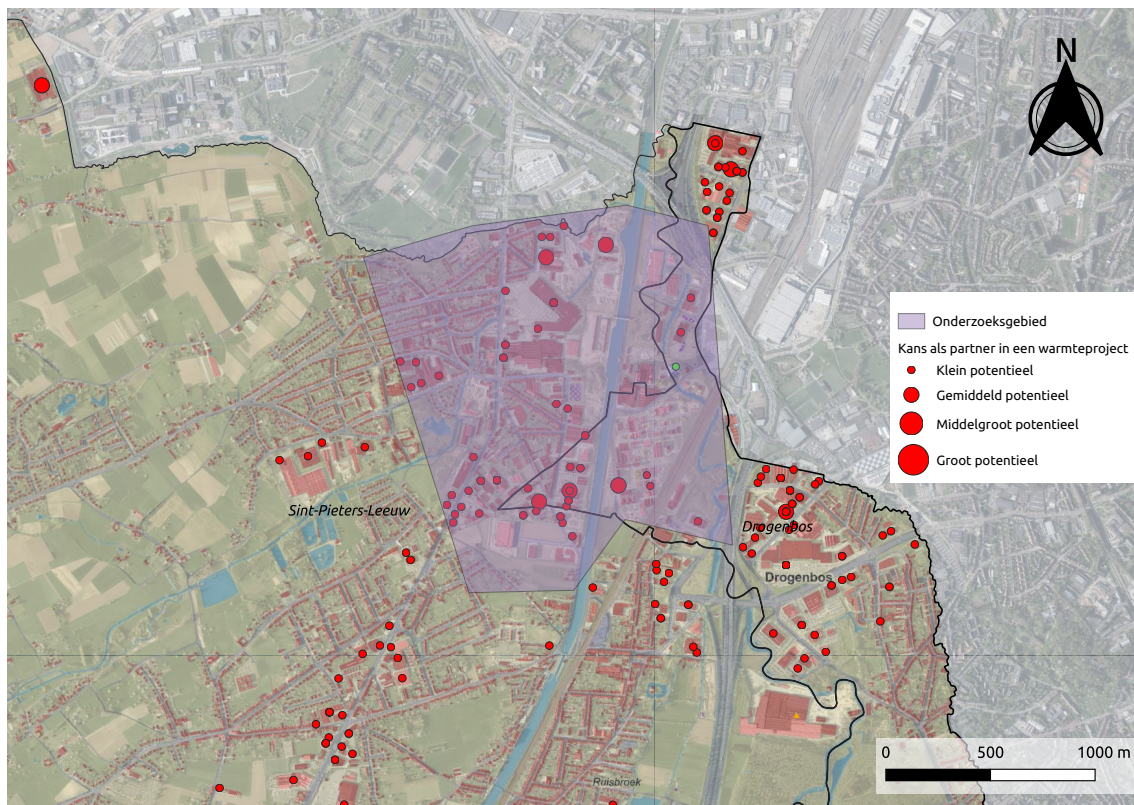 N
Onderzoeksgebied
Kans als partner in een warmteproject
Klein potentieel
Gemiddeld potentieel
Middelgroot potentieel
Groot potentieel
Sint-Pieters-Leeuw
Drogenbos
Drogenbos
Ruisbroek
0 500 1000 m